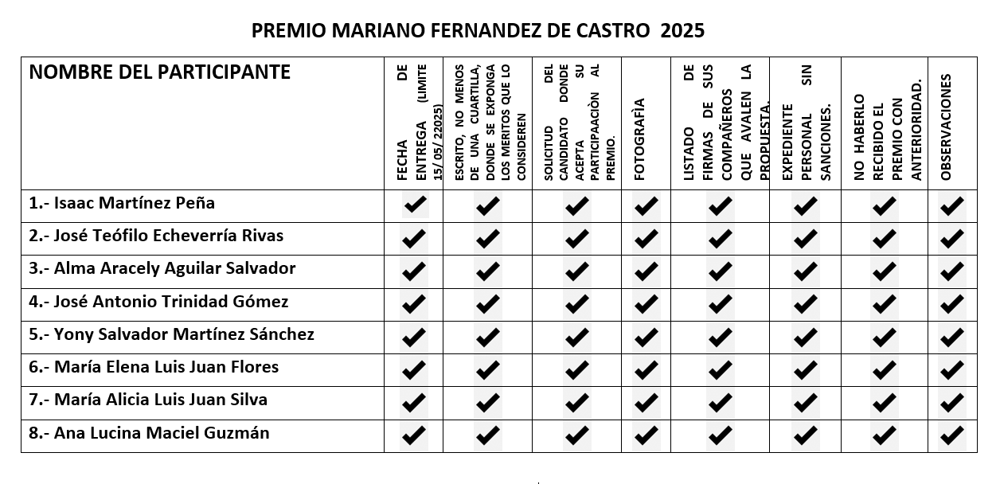 PREMIO MARIANO FERNANDEZ DE CASTRO  2025
NOMBRE DEL PARTICIPANTE
FECHA DE
ENTREGA (LIMITE
15/ 05/ 22025)
ESCRITO, NO MENOS
DE UNA CUARTILLA,
DONDE SE EXPONGA
LOS MERITOS QUE LO
CONSIDEREN
SOLICITUD DEL
CANDIDATO DONDE
ACEPTA SU
PARTICIPAACIÒN AL
PREMIO.
FOTOGRAFÌA
LISTADO DE
FIRMAS DE SUS
COMPAÑEROS
QUE AVALEN LA
PROPUESTA.
EXPEDIENTE
PERSONAL SIN
SANCIONES.
NO HABERLO
RECIBIDO EL
PREMIO CON
ANTERIORIDAD.
OBSERVACIONES
1.- Isaac Martínez Peña
2.- José Teófilo Echeverría Rivas
3.- Alma Aracely Aguilar Salvador
4.- José Antonio Trinidad Gómez
5.- Yony Salvador Martínez Sánchez
6.- María Elena Luis Juan Flores
7.- María Alicia Luis Juan Silva
8.- Ana Lucina Maciel Guzmán